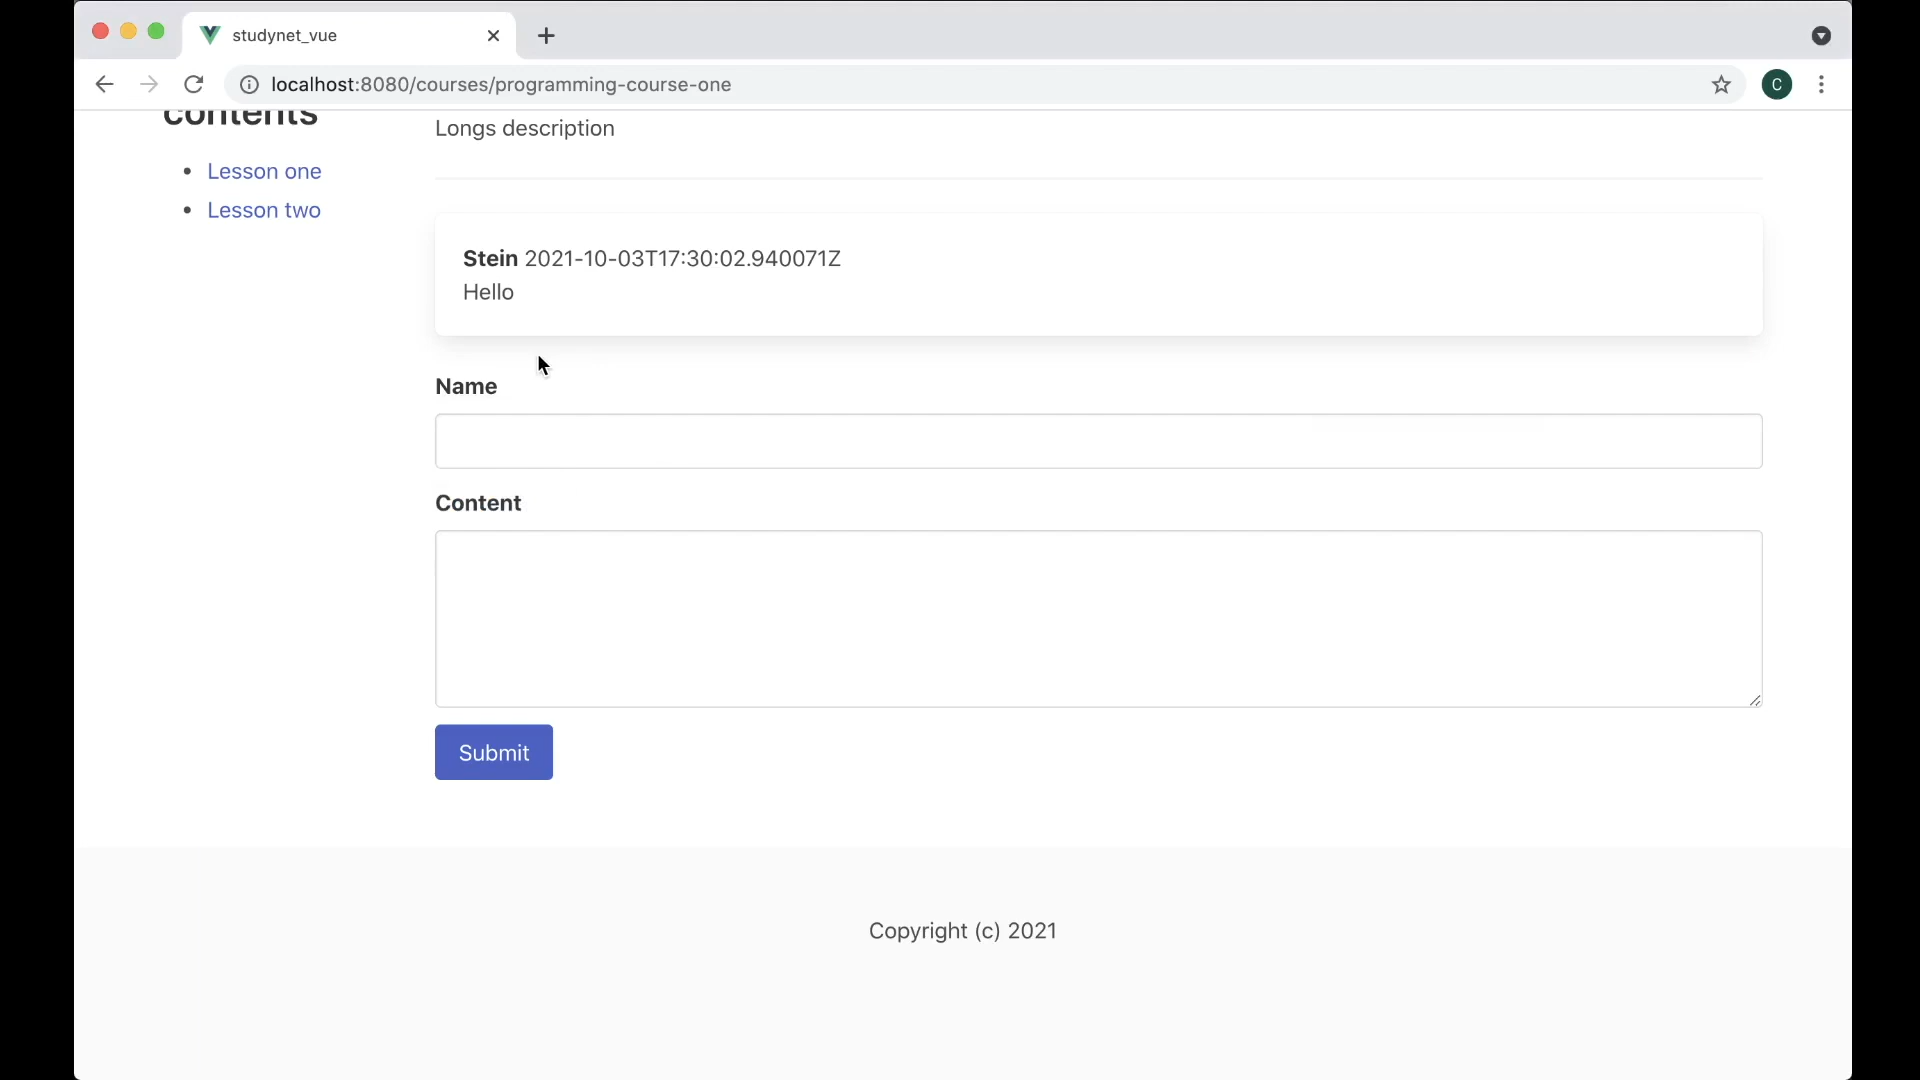 studynet_vue
localhost:8080/courses/programming-course-one
C
contents
Lesson one
Lesson two
Longs description
Stein 2021-10-03T17:30:02.940071Z
Hello
Name
Content
Submit
Copyright (c) 2021